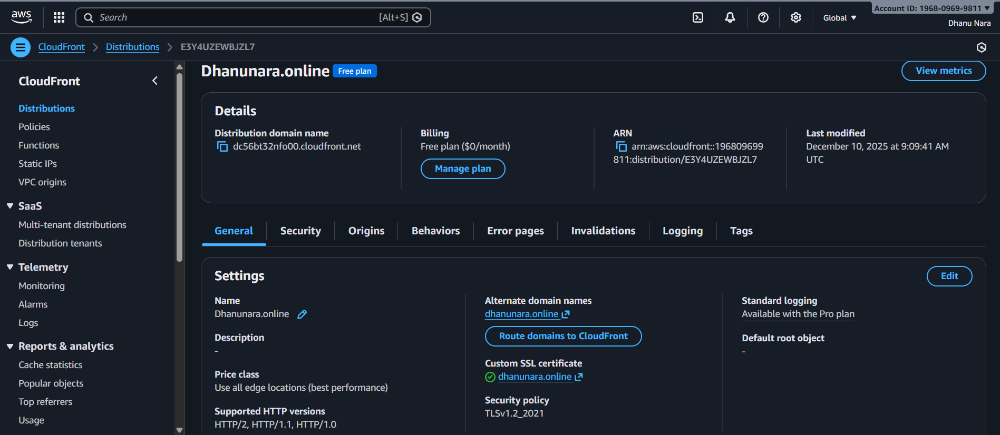 aws
Search
[Alt+S]
Global
Account ID: 1968-0969-9811
Dhanu Nara
CloudFront
Distributions
E3Y4UZEWBJZL7
CloudFront
Distributions
Policies
Functions
Static IPs
VPC origins
SaaS
Multi-tenant distributions
Distribution tenants
Telemetry
Monitoring
Alarms
Logs
Reports & analytics
Cache statistics
Popular objects
Top referrers
Usage
Dhanunara.online
Free plan
View metrics
Details
Distribution domain name
dc56bt32nfo00.cloudfront.net
Billing
Free plan ($0/month)
Manage plan
ARN
arn:aws:cloudfront::196809699
811:distribution/E3Y4UZEWBJZL7
Last modified
December 10, 2025 at 9:09:41 AM
UTC
General
Security
Origins
Behaviors
Error pages
Invalidations
Logging
Tags
Settings
Edit
Name
Dhanunara.online
Description
-
Price class
Use all edge locations (best performance)
Supported HTTP versions
HTTP/2, HTTP/1.1, HTTP/1.0
Alternate domain names
dhanunara.online
Route domains to CloudFront
Custom SSL certificate
dhanunara.online
Security policy
TLSv1.2_2021
Standard logging
Available with the Pro plan
Default root object
-